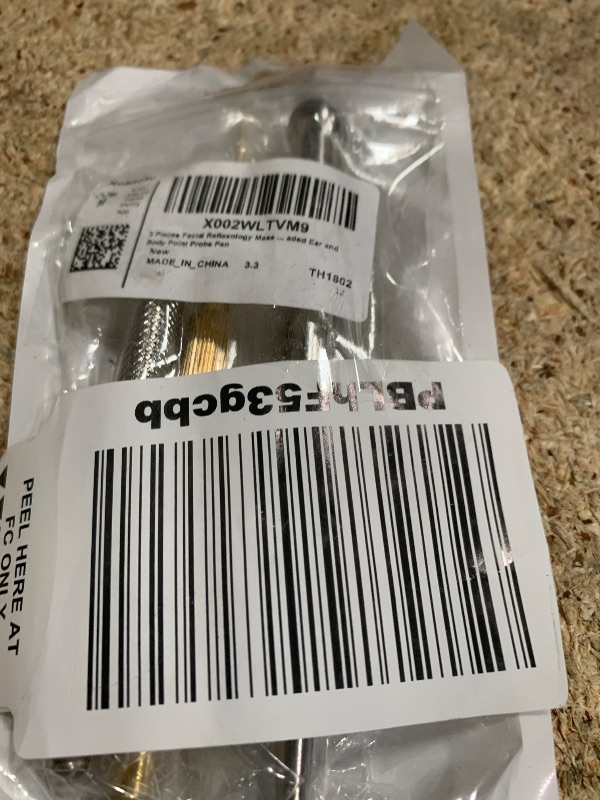 X002WLTVM9
3 Pieces Facial Reflexology Mass ... aded Ear and
Body Point Probe Pen
New
MADE_IN_CHINA 3.3
TH1802
12
PBLhF53gcbb
PEEL HERE AT
FC ONLY